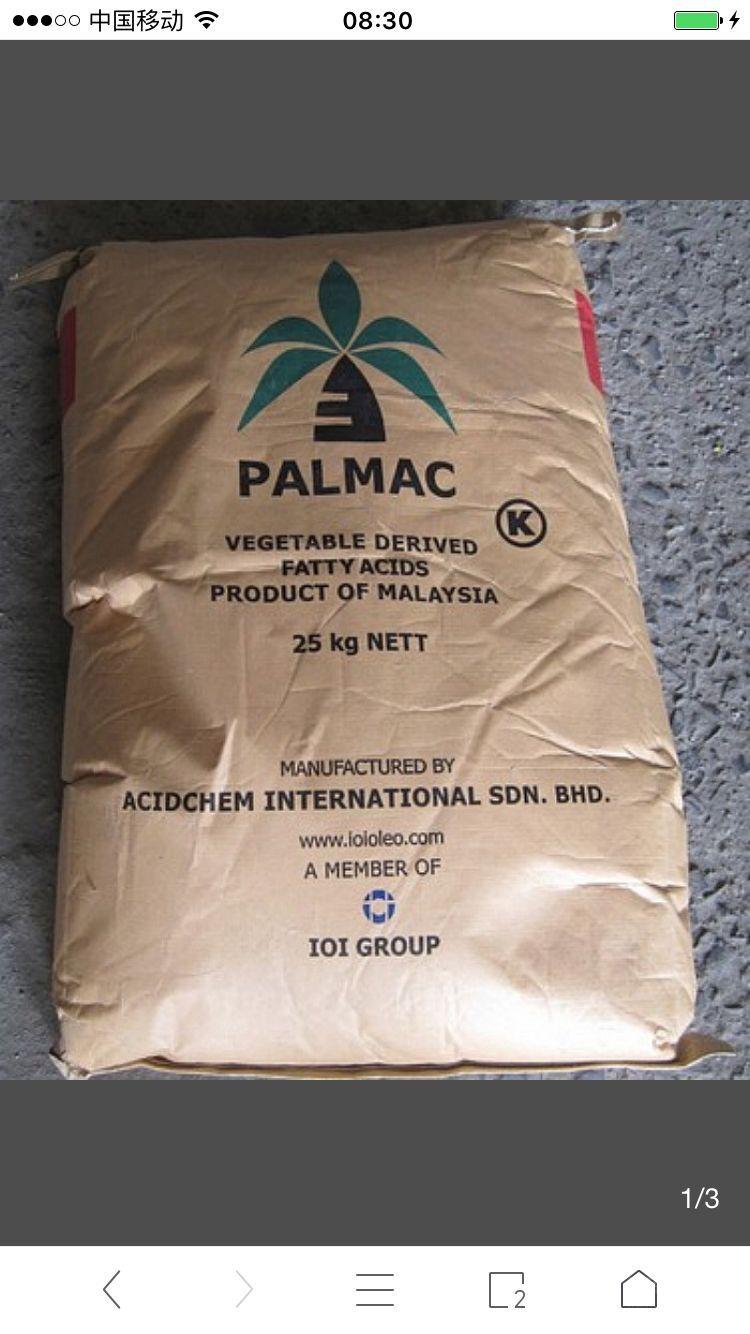 中国移动
08:30
PALMAC
K
VEGETABLE DERIVED
FATTY ACIDS
PRODUCT OF MALAYSIA
25 kg NETT
MANUFACTURED BY
ACIDCHEM INTERNATIONAL SDN. BHD.
www.ioioleo.com
A MEMBER OF
IOI GROUP
1/3
2